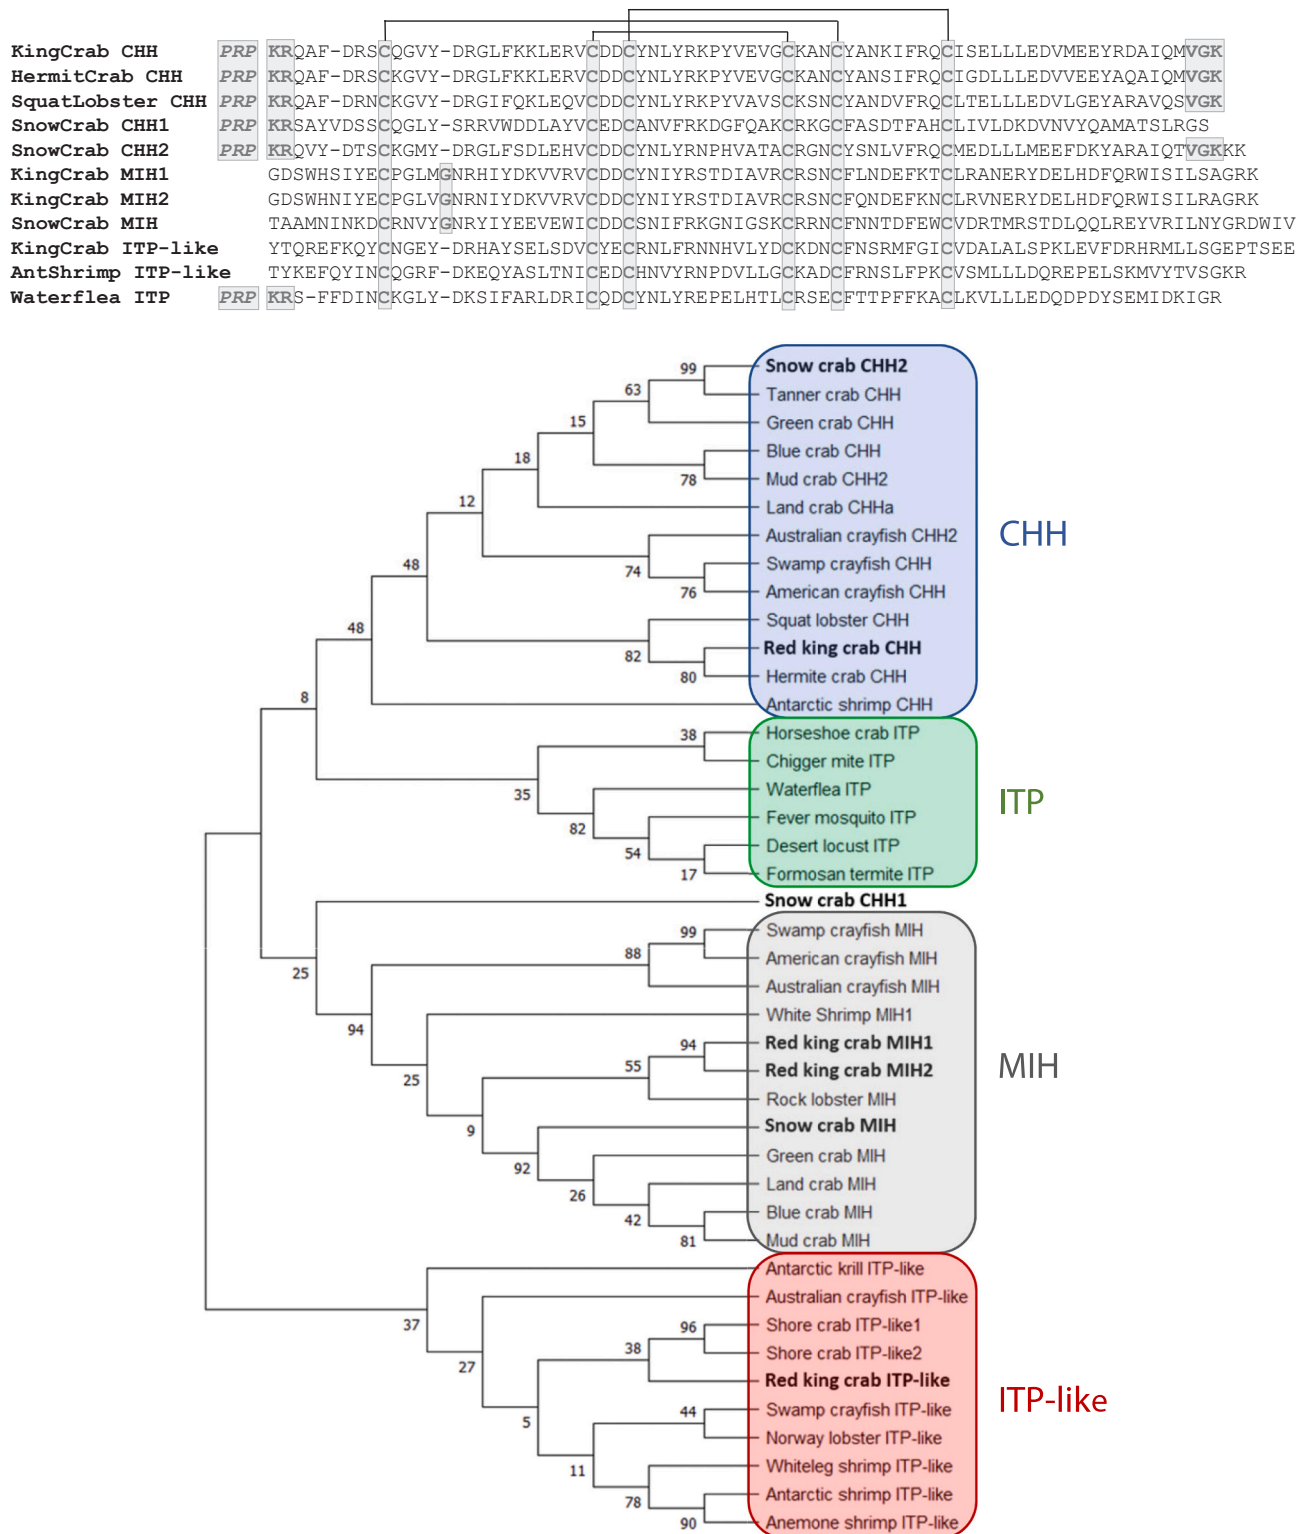 KingCrab CHH PRP KRQAF-DRSCQGVY-DRGLFKKLERVCDDCYNLYRKPYVEVGCKANCYANKIFRQCISELLLEDVMEEYRDAIQMVGK
HermitCrab CHH PRP KRQAF-DRSCKGVY-DRGLFKKLERVCDDCYNLYRKPYVEVGCKANCYANSIFRQCIGDLLLEDVVEEYAQAIQMVGK
SquatLobster CHH PRP KRQAF-DRNCKGVY-DRGIFQKLEQVCDDCYNLYRKPYVAVSCKSNCYANDVFRQCLTELLLEDVLGEYARAVQSVGK
SnowCrab CHH1 PRP KRSAYVDSSCQGLY-SRRVWDDLAYVCEDCANVFRKDGFQAKCRKGCFASDTFAHCLIVLDKDVNVYQAMATSLRGS
SnowCrab CHH2 PRP KRQVY-DTSCKGMY-DRGLFSDLEHVCDDCYNLYRNPHVATACRGNCYSNLVFRQCMEDLLLMEEFDKYARAIQTVGKKK
KingCrab MIH1 GDSWHSIYECPGLMGNRHIYDKVVRVCDDCYNIYRSTDIAVRCRSNCFLNDEFKTCLRANERYDELHDFQRWISILSAGRK
KingCrab MIH2 GDSWHNIYECPGLVGNRNIYDKVVRVCDDCYNIYRSTDIAVRCRSNCFQNDEFKNCLRVNERYDELHDFQRWISILRAGRK
SnowCrab MIH TAAMNINKDCRNVYGNRYIYEEVEWICDDCSNIFRKGNIGSKCRRNCFNNTDFEWCVDRTMRSTDLQQLREYVRILNYGRDWIV
KingCrab ITP-like YTQREFKQYCNGEY-DRHAYSELSDVCYECRNLFRNNHVLYDCKDNCFNSRMFGICVDALALSPKLEVFDRHRMLLSGEPTSEE
AntShrimp ITP-like TYKEFQYINCQGRF-DKEQYASLTNICEDCHNVYRNPDVLLGCKADCFRNSLFPKCVSMLLLDQREPELSKMVYTVSGKR
Waterflea ITP PRP KRS-FFDINCKGLY-DKSIFARLDRICQDCYNLYREPELHTLCRSECFTTPFFKACLKVLLLEDQDPDYSEMIDKIGR
99 Snow crab CHH2
Tanner crab CHH
63 Green crab CHH
15 Blue crab CHH
78 Mud crab CHH2
18 Land crab CHHa
12 Australian crayfish CHH2
CHH
74 Swamp crayfish CHH
48 76 American crayfish CHH
Squat lobster CHH
48 82 Red king crab CHH
80 Hermite crab CHH
8 Antarctic shrimp CHH
38 Horseshoe crab ITP
Chigger mite ITP
35 Waterflea ITP
ITP
82 Fever mosquito ITP
54 Desert locust ITP
17 Formosan termite ITP
Snow crab CHH1
99 Swamp crayfish MIH
88 American crayfish MIH
25 Australian crayfish MIH
94 White Shrimp MIH1
94 Red king crab MIH1
55 Red king crab MIH2
MIH
25 Rock lobster MIH
9 Snow crab MIH
92 Green crab MIH
26 Land crab MIH
42 Blue crab MIH
81 Mud crab MIH
Antarctic krill ITP-like
37 Australian crayfish ITP-like
96 Shore crab ITP-like1
38 Shore crab ITP-like2
27 Red king crab ITP-like
ITP-like
5 44 Swamp crayfish ITP-like
Norway lobster ITP-like
11 Whiteleg shrimp ITP-like
78 Antarctic shrimp ITP-like
90 Anemone shrimp ITP-like